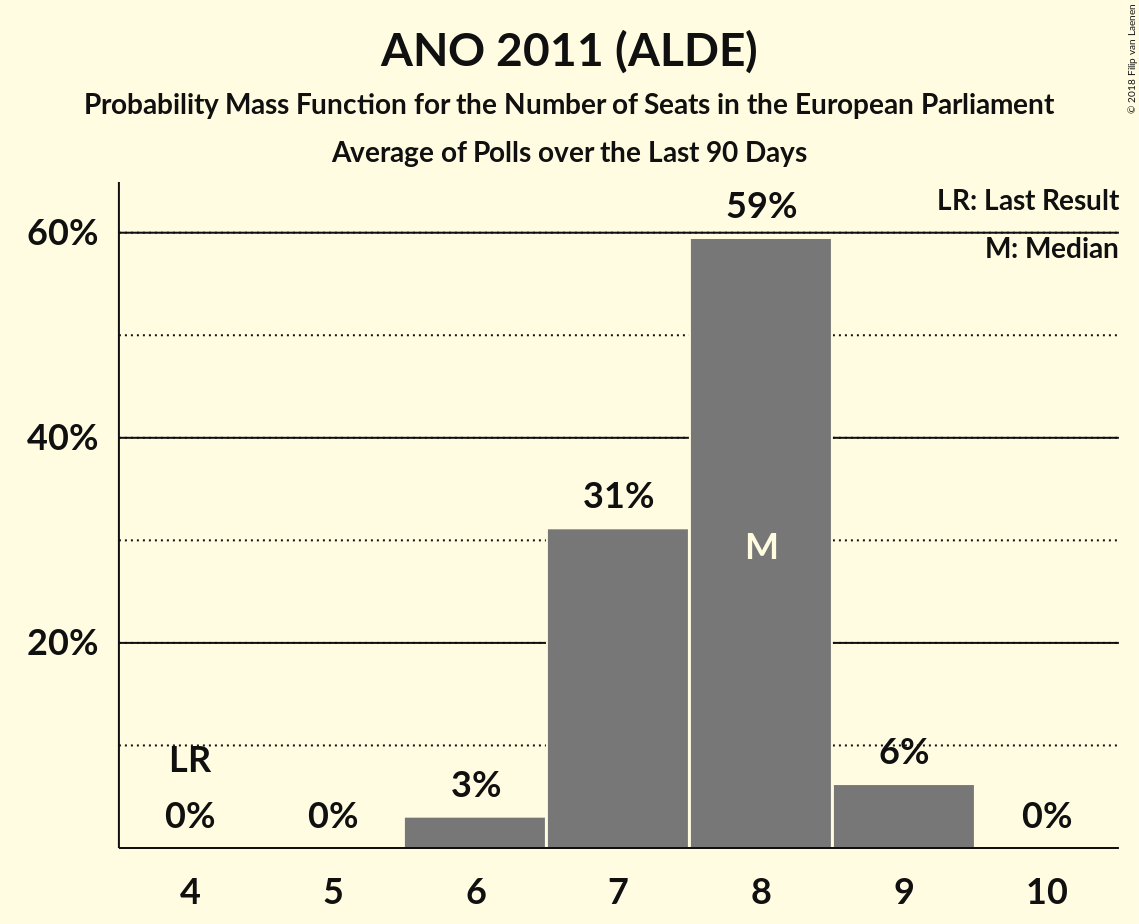 ANO 2011 (ALDE)
Probability Mass Function for the Number of Seats in the European Parliament
Average of Polls over the Last 90 Days
© 2018 Filip van Laenen
LR: Last Result
M: Median
60%
40%
20%
59%
31%
M
LR
0%
0%
3%
6%
0%
4 5 6 7 8 9 10